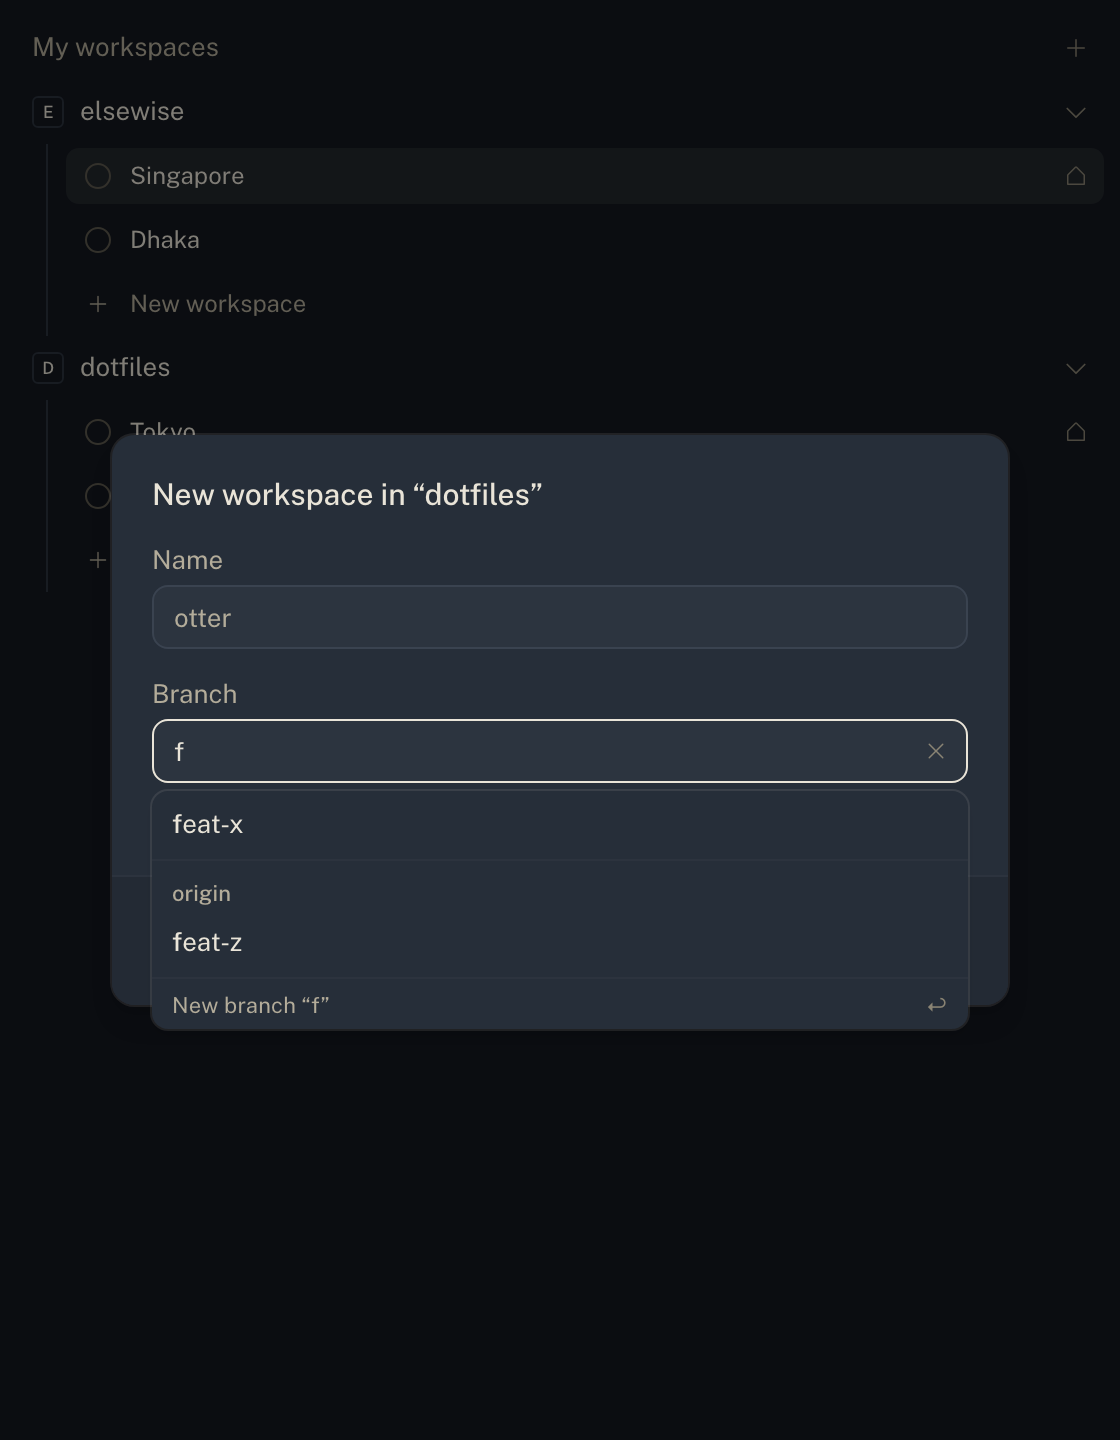 My workspaces
E elsewise
Singapore
Dhaka
New workspace
D dotfiles
Tokyo
New workspace in “dotfiles”
Name
otter
Branch
f
feat-x
origin
feat-z
New branch “f”